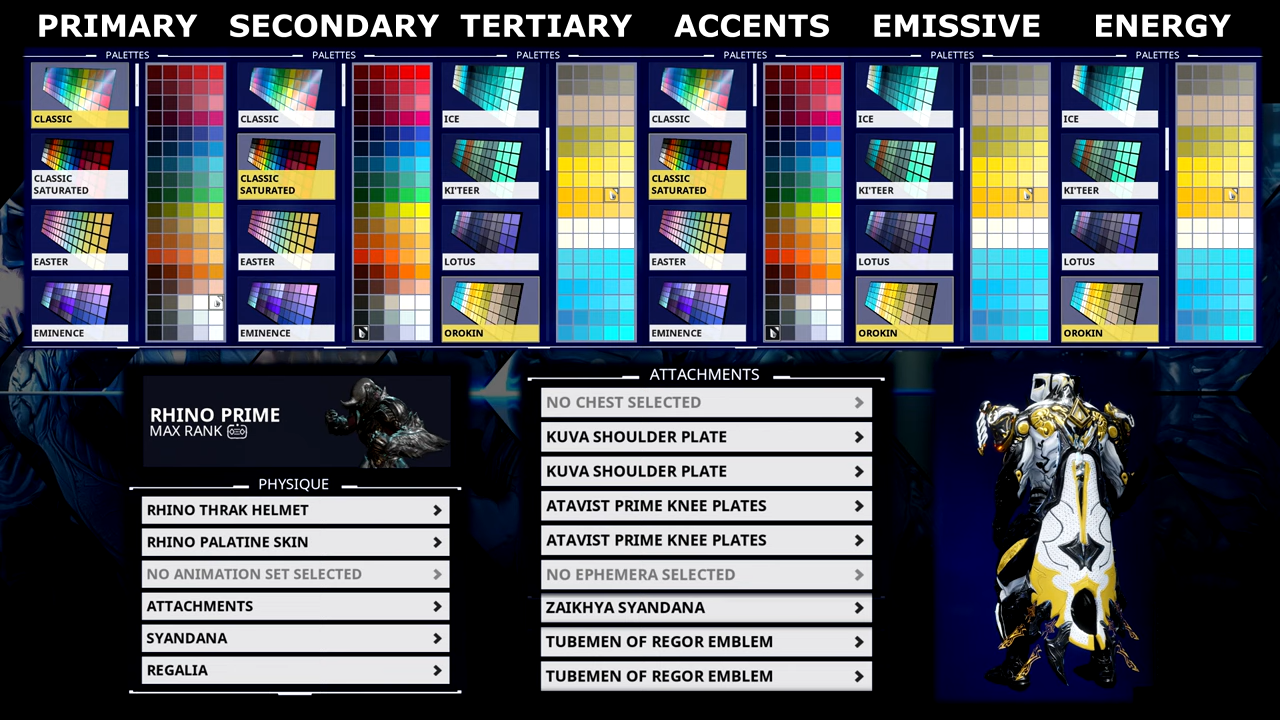 PRIMARY SECONDARY TERTIARY ACCENTS EMISSIVE ENERGY
PALETTES PALETTES PALETTES PALETTES PALETTES PALETTES
CLASSIC CLASSIC ICE CLASSIC ICE ICE
CLASSIC SATURATED CLASSIC SATURATED KI'TEER CLASSIC SATURATED KI'TEER KI'TEER
EASTER EASTER LOTUS EASTER LOTUS LOTUS
EMINENCE EMINENCE OROKIN EMINENCE OROKIN OROKIN
RHINO PRIME
MAX RANK
PHYSIQUE
RHINO THRAK HELMET
RHINO PALATINE SKIN
NO ANIMATION SET SELECTED
ATTACHMENTS
SYANDANA
REGALIA
ATTACHMENTS
NO CHEST SELECTED
KUVA SHOULDER PLATE
KUVA SHOULDER PLATE
ATAVIST PRIME KNEE PLATES
ATAVIST PRIME KNEE PLATES
NO EPHEMERA SELECTED
ZAIKHYA SYANDANA
TUBEMEN OF REGOR EMBLEM
TUBEMEN OF REGOR EMBLEM